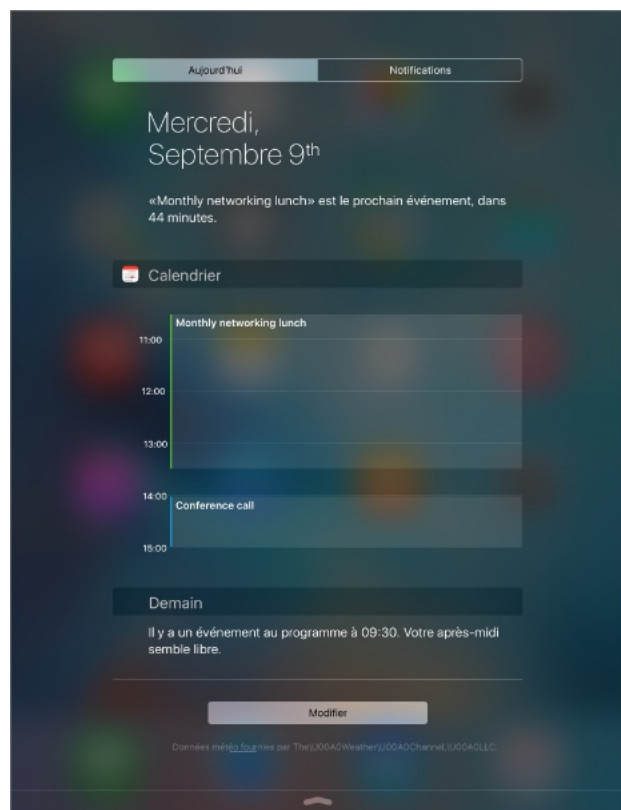 Aujourd'hui
Notifications
Mercredi,
Septembre 9th
«Monthly networking lunch» est le prochain événement, dans
44 minutes.
Calendrier
Monthly networking lunch
11:00
12:00
13:00
14:00
Conference call
15:00
Demain
Il y a un événement au programme à 09:30. Votre après-midi
semble libre.
Modifier
Données météo fournies par The\U00A0Weather\U00A0Channel,\U00A0LLC.